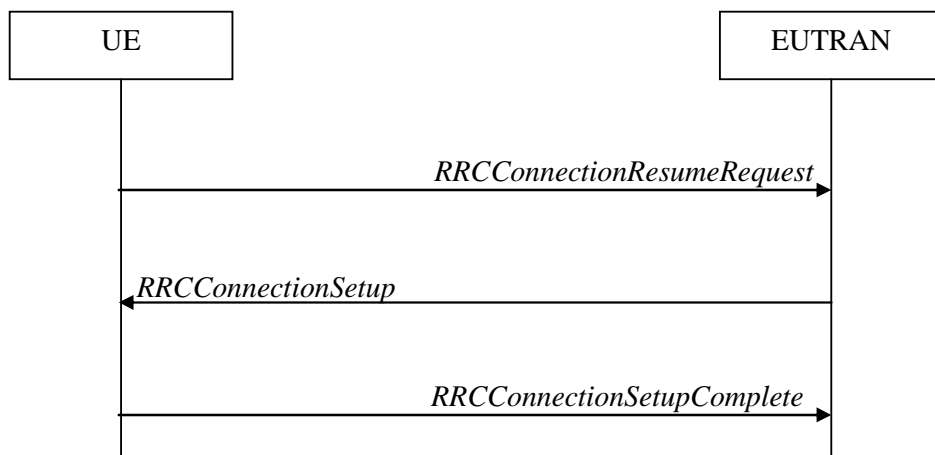 UE
EUTRAN
RRCConnectionResumeRequest
RRCConnectionSetup
RRCConnectionSetupComplete